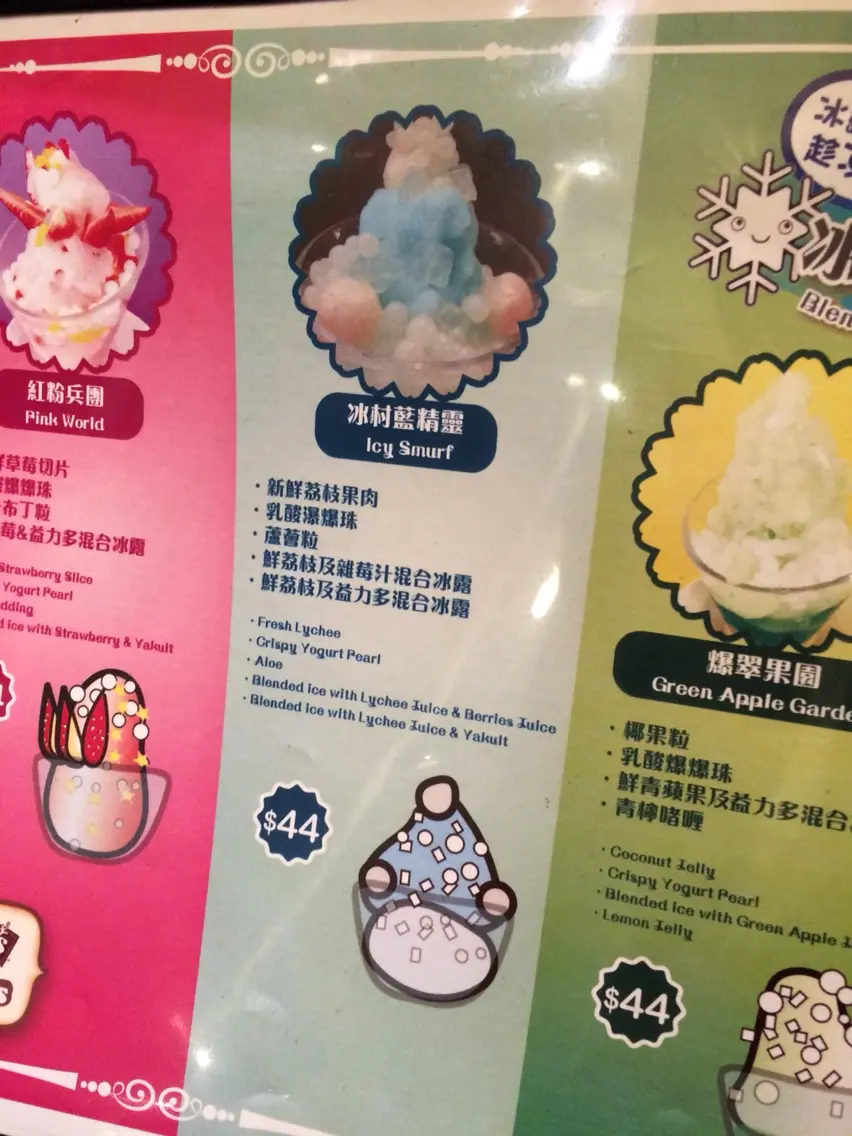 紅粉兵團
Pink World
草莓切片
爆爆珠
布丁粒
莓&益力多混合冰露
Strawberry Slice
Yogurt Pearl
ice with Strawberry & Yakult
冰村藍精靈
Icy Smurf
・新鮮荔枝果肉
・乳酸瀑爆珠
・蘆薈粒
・鮮荔枝及雜莓汁混合冰露
・鮮荔枝及益力多混合冰露
・Fresh Lychee
・Crispy Yogurt Pearl
・Aloe
・Blended ice with Lychee Juice & Berries Juice
・Blended ice with Lychee Juice & Yakult
$44
冰
趁
冰
爆翠果園
Green Apple
・椰果粒
・乳酸爆爆珠
・鮮青蘋果及益力多混合
・青檸啫喱
・Coconut Jelly
・Crispy Yogurt Pearl
・Blended ice with Green Apple
・Lemon Jelly
$44